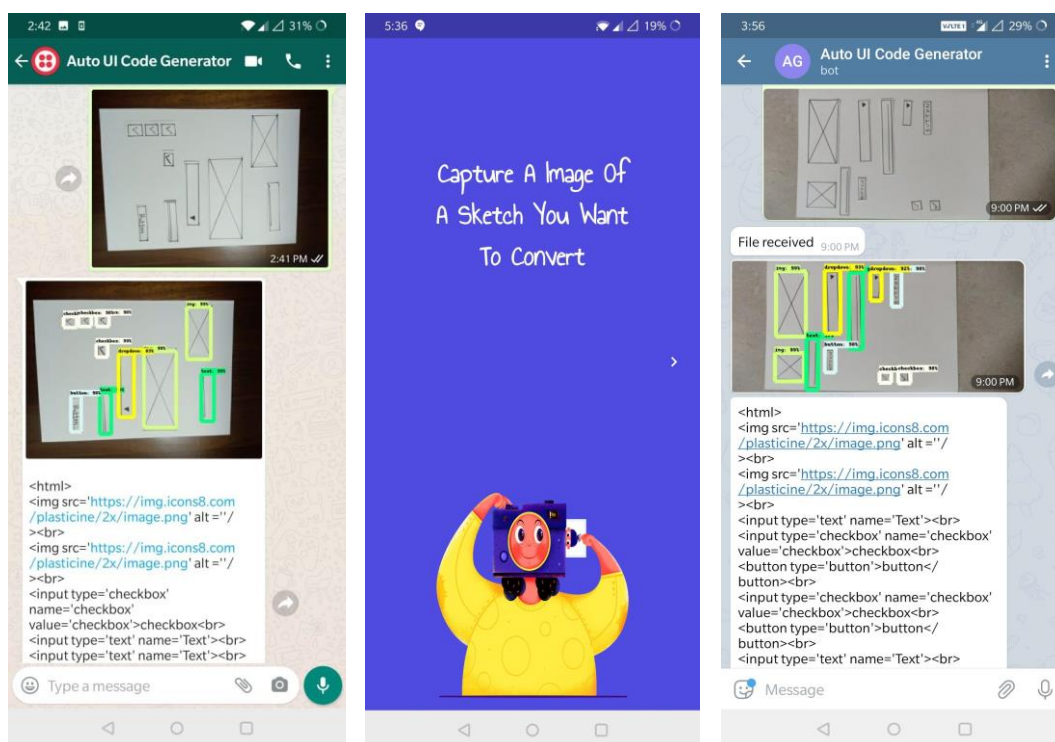 2:42
31%
Auto UI Code Generator
2:41 PM
<html>
<img src='https://img.icons8.com
/plasticine/2x/image.png' alt =''/
><br>
<img src='https://img.icons8.com
/plasticine/2x/image.png' alt =''/
><br>
<input type='checkbox'
name='checkbox'
value='checkbox'>checkbox<br>
<input type='text' name='Text'><br>
<input type='text' name='Text'><br>
Type a message
5:36
19%
Capture A Image Of
A Sketch You Want
To Convert
3:56
29%
AG
Auto UI Code Generator
bot
9:00 PM
File received 9:00 PM
9:00 PM
<html>
<img src='https://img.icons8.com
/plasticine/2x/image.png' alt =''/
><br>
<img src='https://img.icons8.com
/plasticine/2x/image.png' alt =''/
><br>
<input type='text' name='Text'><br>
<input type='checkbox' name='checkbox'
value='checkbox'>checkbox<br>
<button type='button'>button</
button><br>
<input type='checkbox' name='checkbox'
value='checkbox'>checkbox<br>
<button type='button'>button</
button><br>
<input type='text' name='Text'><br>
Message